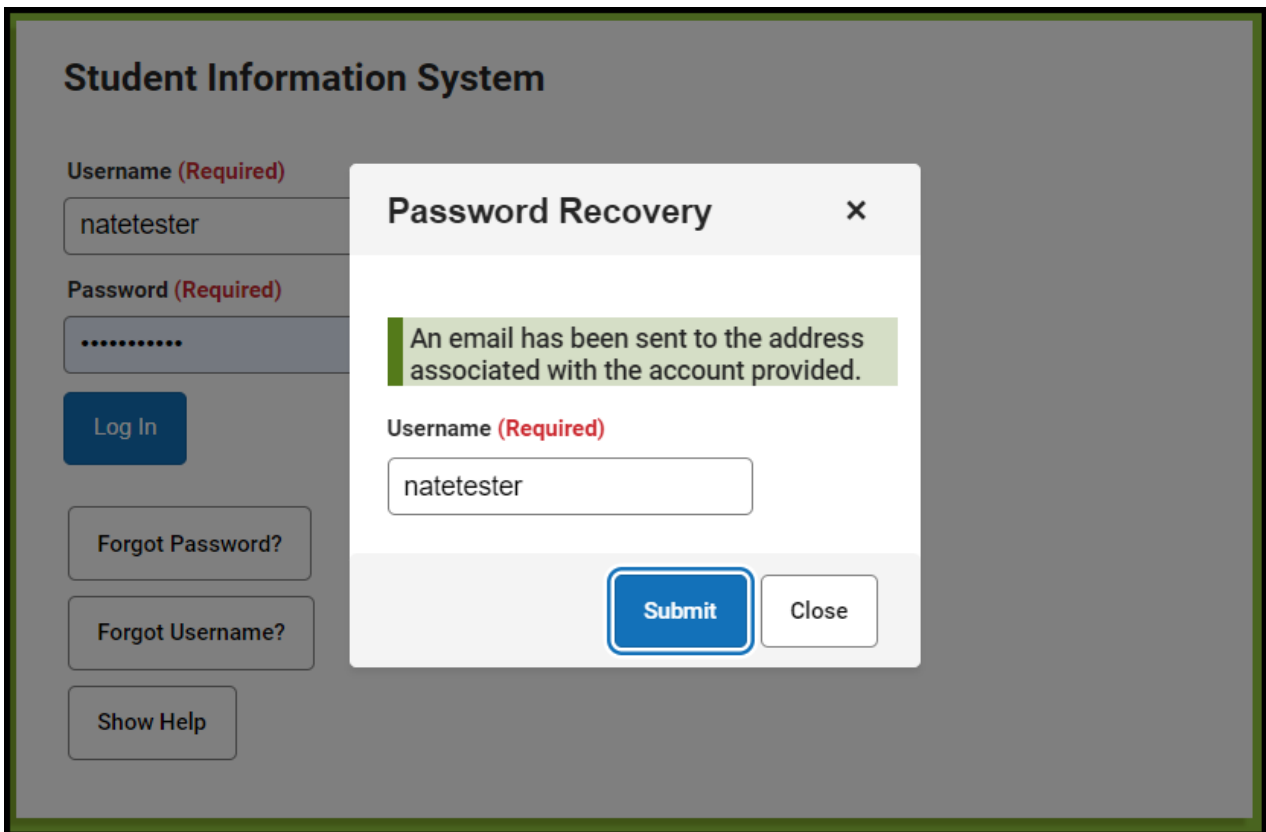 Student Information System
Username (Required)
natetester
Password (Required)
•••••••••••
Log In
Forgot Password?
Forgot Username?
Show Help
Password Recovery
×
An email has been sent to the address
associated with the account provided.
Username (Required)
natetester
Submit
Close